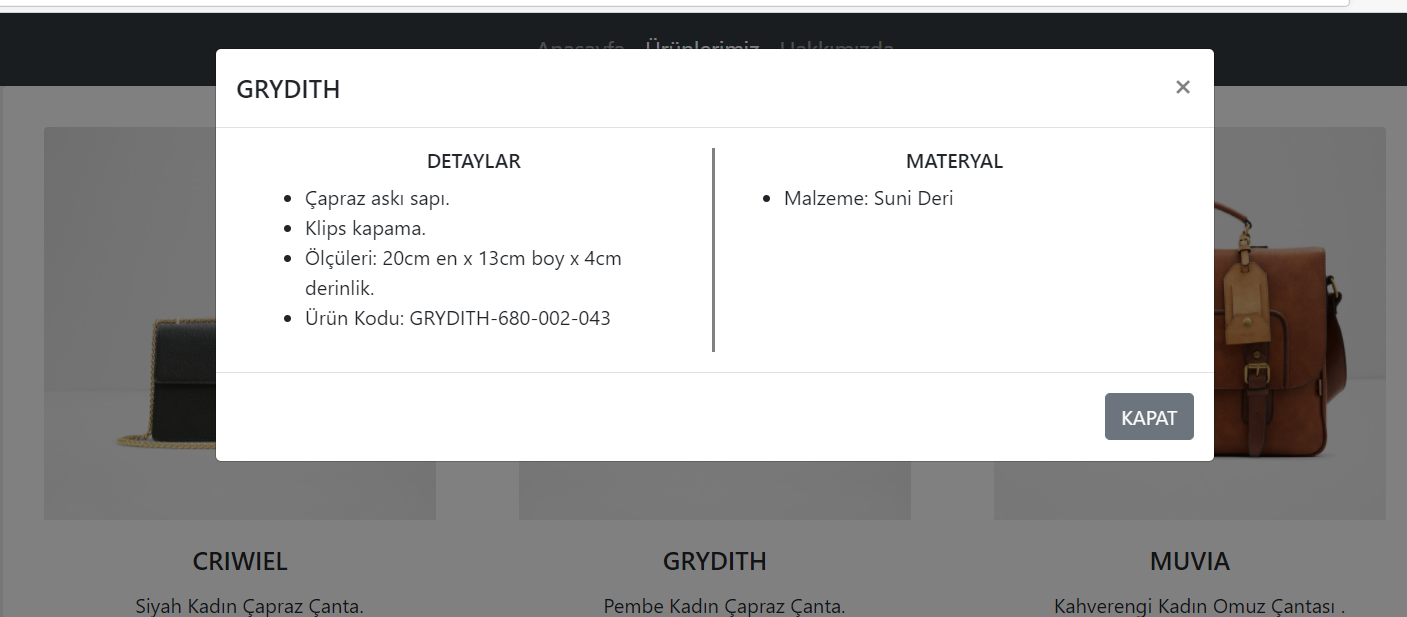 Anasayfa Ürünlerimiz Hakkımızda
GRYDITH
×
DETAYLAR
Çapraz askı sapı.
Klips kapama.
Ölçüleri: 20cm en x 13cm boy x 4cm
derinlik.
Ürün Kodu: GRYDITH-680-002-043
MATERYAL
Malzeme: Suni Deri
KAPAT
CRIWIEL
Siyah Kadın Çapraz Çanta.
GRYDITH
Pembe Kadın Çapraz Çanta.
MUVIA
Kahverengi Kadın Omuz Çantası .